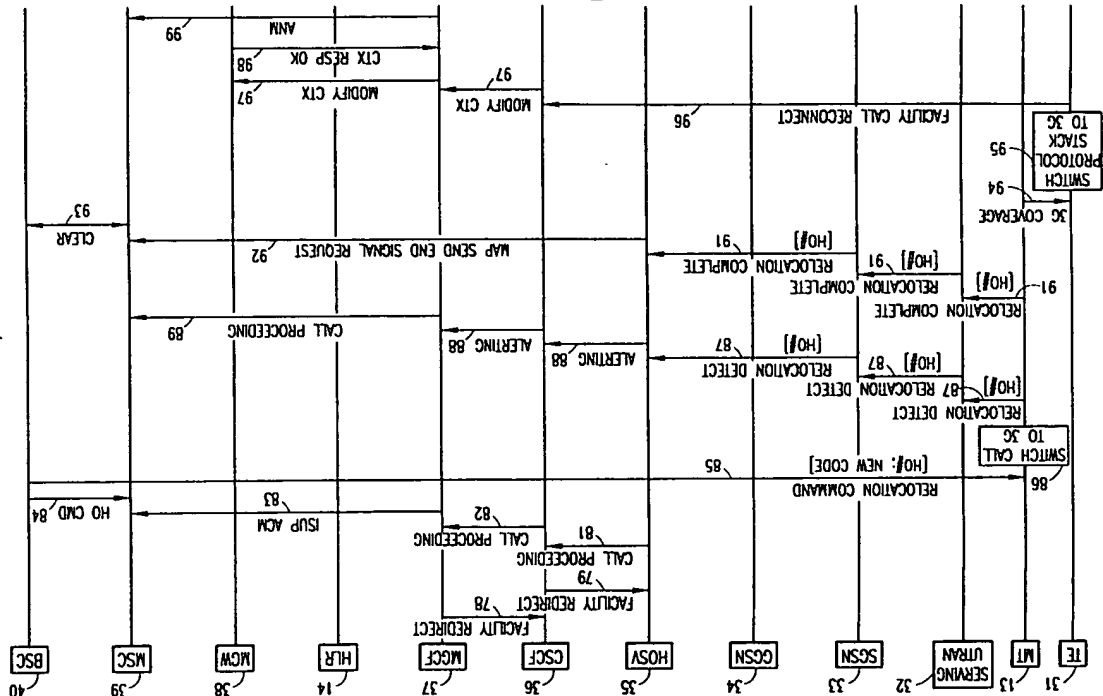 31
13
32
33
34
35
36
37
14
38
39
40
TE
MT
SERVING
UTRAN
SGSN
GGSN
HOSV
CSCF
MGCF
HLR
MGW
MSC
BSC
FACILITY REDIRECT
78
FACILITY REDIRECT
79
CALL PROCEEDING
81
CALL PROCEEDING
82
ISUP ACM
83
HO CMD
84
RELOCATION COMMAND
[HO#: NEW CODE]
85
86
SWITCH CALL
TO 3G
RELOCATION DETECT
[HO#]
87
RELOCATION DETECT
[HO#]
87
RELOCATION DETECT
[HO#]
87
ALERTING
88
ALERTING
88
CALL PROCEEDING
89
RELOCATION COMPLETE
[HO#]
91
RELOCATION COMPLETE
[HO#]
91
RELOCATION COMPLETE
[HO#]
91
MAP SEND END SIGNAL REQUEST
92
CLEAR
93
3G COVERAGE
94
SWITCH
PROTOCOL
STACK
TO 3G
95
FACILITY CALL RECONNECT
96
MODIFY CTX
97
MODIFY CTX
97
CTX RESP OK
98
ANM
99